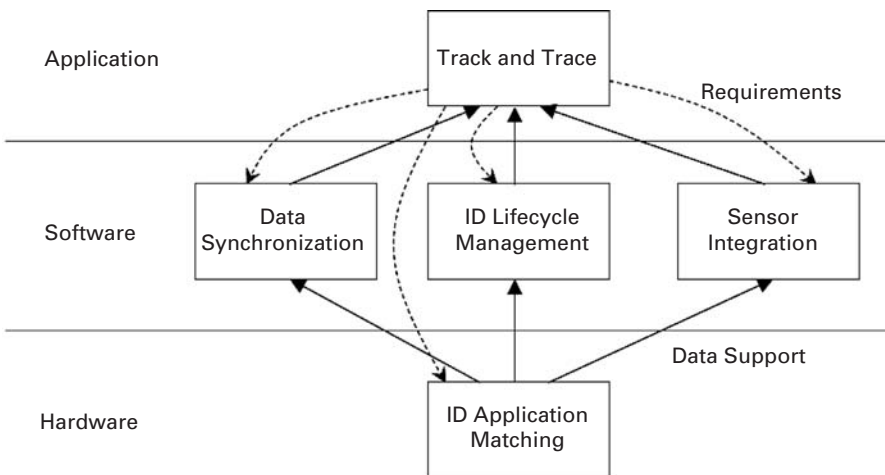 Application
Track and Trace
Requirements
Software
Data
Synchronization
ID Lifecycle
Management
Sensor
Integration
Data Support
Hardware
ID Application
Matching